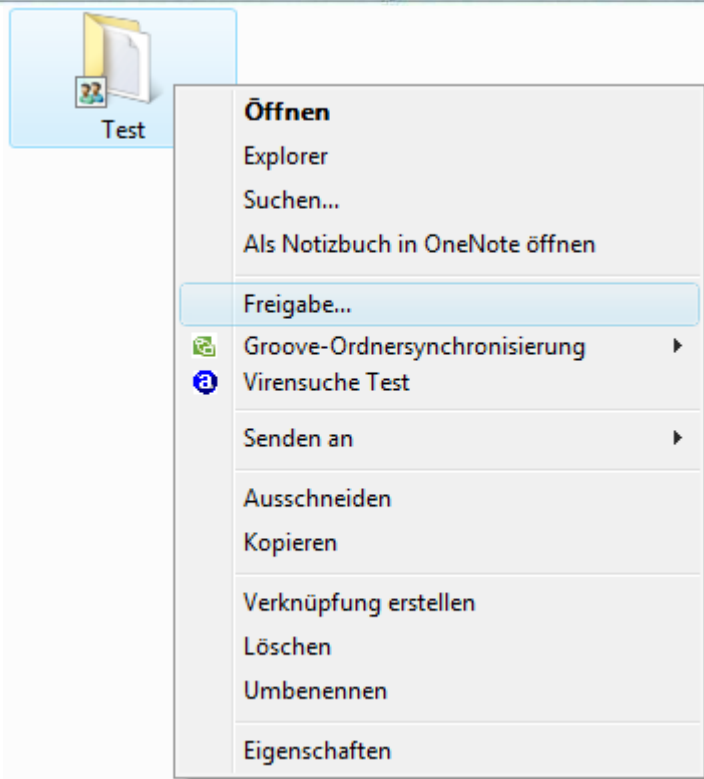 Test
Öffnen
Explorer
Suchen...
Als Notizbuch in OneNote öffnen
Freigabe...
Groove-Ordnersynchronisierung
Virensuche Test
Senden an
Ausschneiden
Kopieren
Verknüpfung erstellen
Löschen
Umbenennen
Eigenschaften